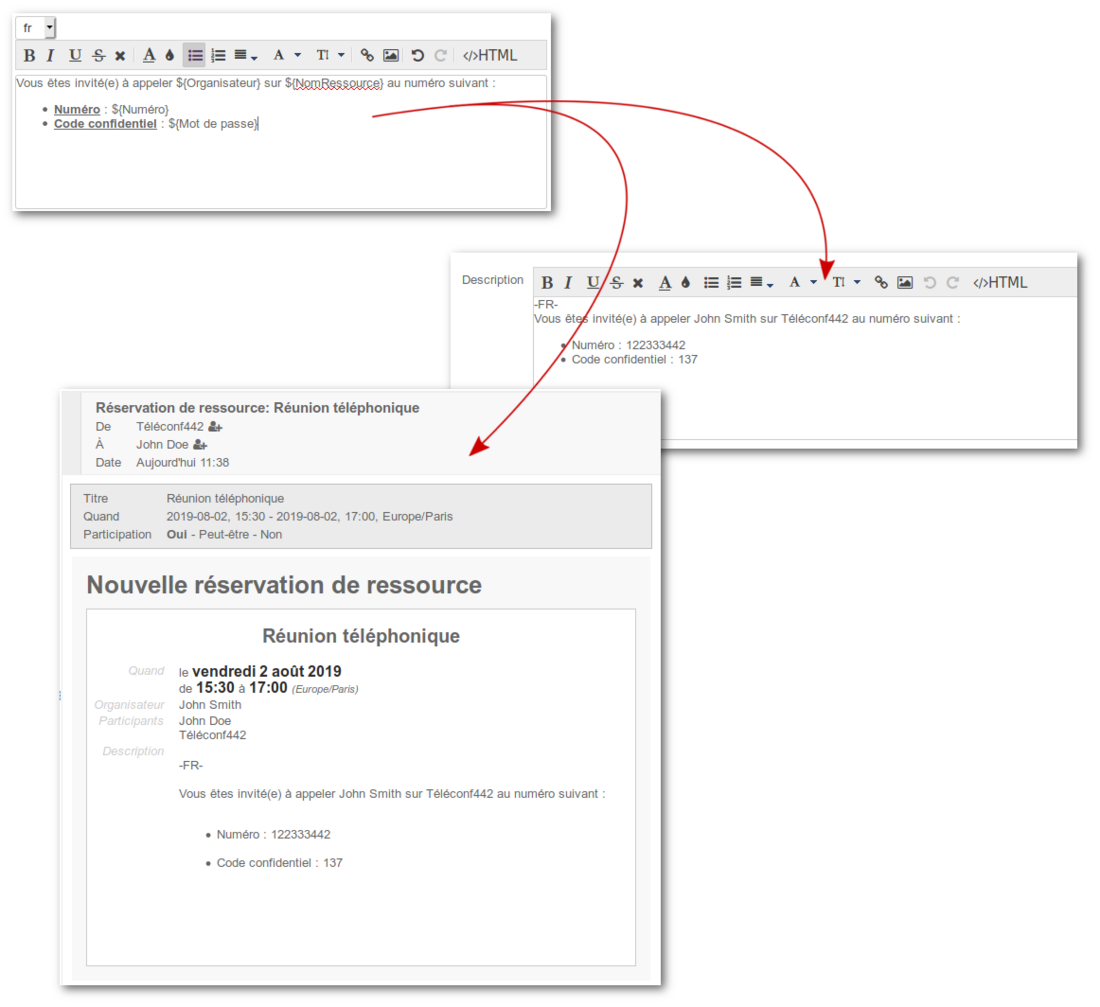 fr
B I U S A A T! </>HTML
Vous êtes invité(e) à appeler ${Organisateur} sur ${NomRessource} au numéro suivant :
• Numéro : ${Numéro}
• Code confidentiel : ${Mot de passe}
Description
B I U S A A T! </>HTML
-FR-
Vous êtes invité(e) à appeler John Smith sur Téléconf442 au numéro suivant :
• Numéro : 122333442
• Code confidentiel : 137
Réservation de ressource: Réunion téléphonique
De Téléconf442
À John Doe
Date Aujourd'hui 11:38
Titre Réunion téléphonique
Quand 2019-08-02, 15:30 - 2019-08-02, 17:00, Europe/Paris
Participation Oui - Peut-être - Non
Nouvelle réservation de ressource
Réunion téléphonique
Quand le vendredi 2 août 2019
de 15:30 à 17:00 (Europe/Paris)
Organisateur John Smith
Participants John Doe
Téléconf442
Description
-FR-
Vous êtes invité(e) à appeler John Smith sur Téléconf442 au numéro suivant :
• Numéro : 122333442
• Code confidentiel : 137